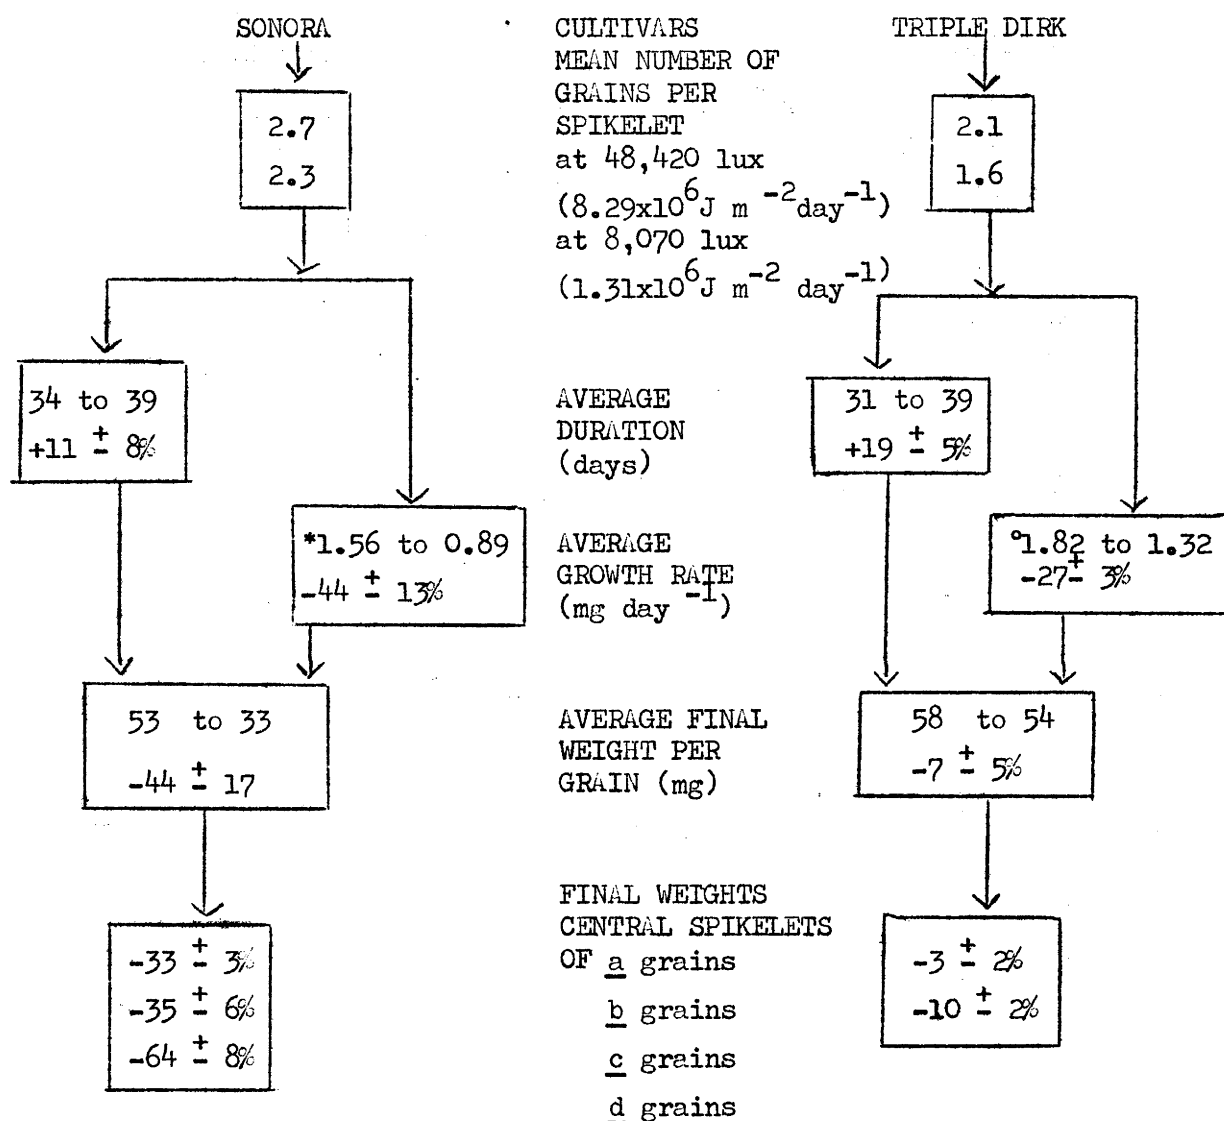 SONORA
2.7
2.3
34 to 39
+11 ± 8%
*1.56 to 0.89
-44 ± 13%
53 to 33
-44 ± 17
-33 ± 3%
-35 ± 6%
-64 ± 8%
CULTIVARS
MEAN NUMBER OF
GRAINS PER
SPIKELET
at 48,420 lux
(8.29x10⁶J m⁻²day⁻¹)
at 8,070 lux
(1.31x10⁶J m⁻² day⁻¹)
AVERAGE
DURATION
(days)
AVERAGE
GROWTH RATE
(mg day⁻¹)
AVERAGE FINAL
WEIGHT PER
GRAIN (mg)
FINAL WEIGHTS
CENTRAL SPIKELETS
OF a grains
b grains
c grains
d grains
TRIPLE DIRK
2.1
1.6
31 to 39
+19 ± 5%
°1.82 to 1.32
-27± 3%
58 to 54
-7 ± 5%
-3 ± 2%
-10 ± 2%